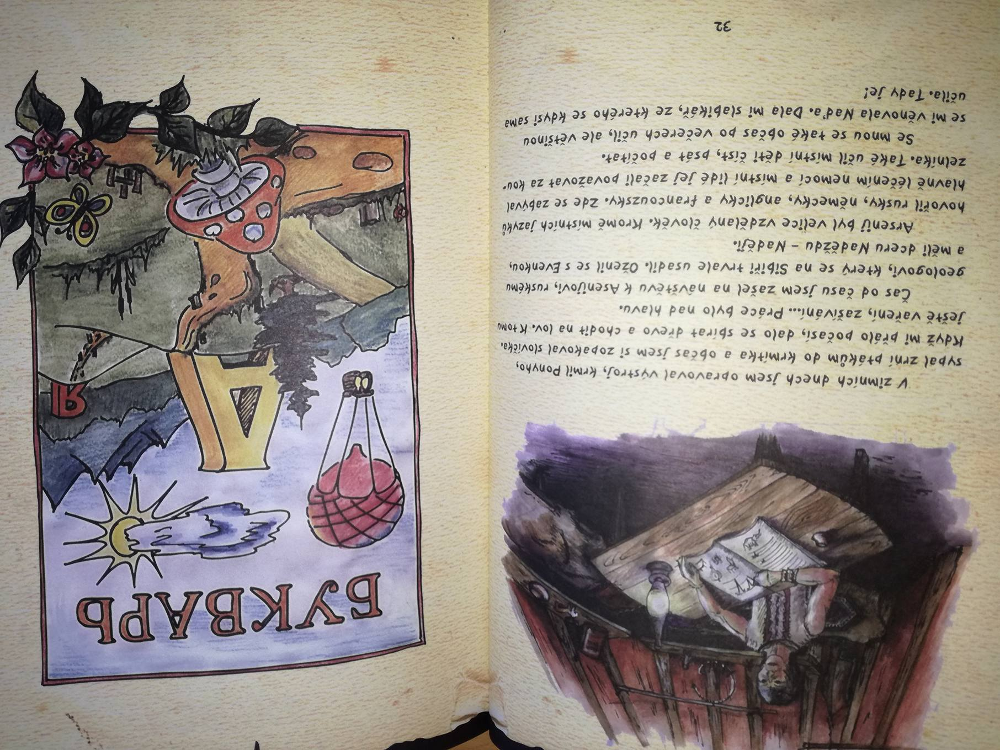 V zimních dnech jsem opravoval výstroj, krmil Ponyho,
sypal zrní ptákům do krmítka a občas jsem si zopakoval slovíčka.
Když mi přálo počasí, dalo se sbírat dřevo a chodit na lov. K tomu
ještě vaření, zašívání... Práce bylo nad hlavu.
Čas od času jsem zašel na návštěvu k Asenijovi, ruskému
geologovi, který se na Sibiři trvale usadil. Oženil se s Evenkou,
a měli dceru Naděždu – Naději.
Arsenij byl velice vzdělaný člověk. Kromě místních jazyků
hovořil rusky, německy, anglicky a francouzsky. Zde se zabýval
hlavně léčením nemocí a místní lidé jej začali považovat za kou-
zelníka. Také učil místní děti číst, psát a počítat.
Se mnou se také občas po večerech učil, ale většinou
se mi věnovala Naďa. Dala mi slabikář, ze kterého se kdysi sama
učila. Tady je!
32
БУКВАРЬ
А
Я
Н